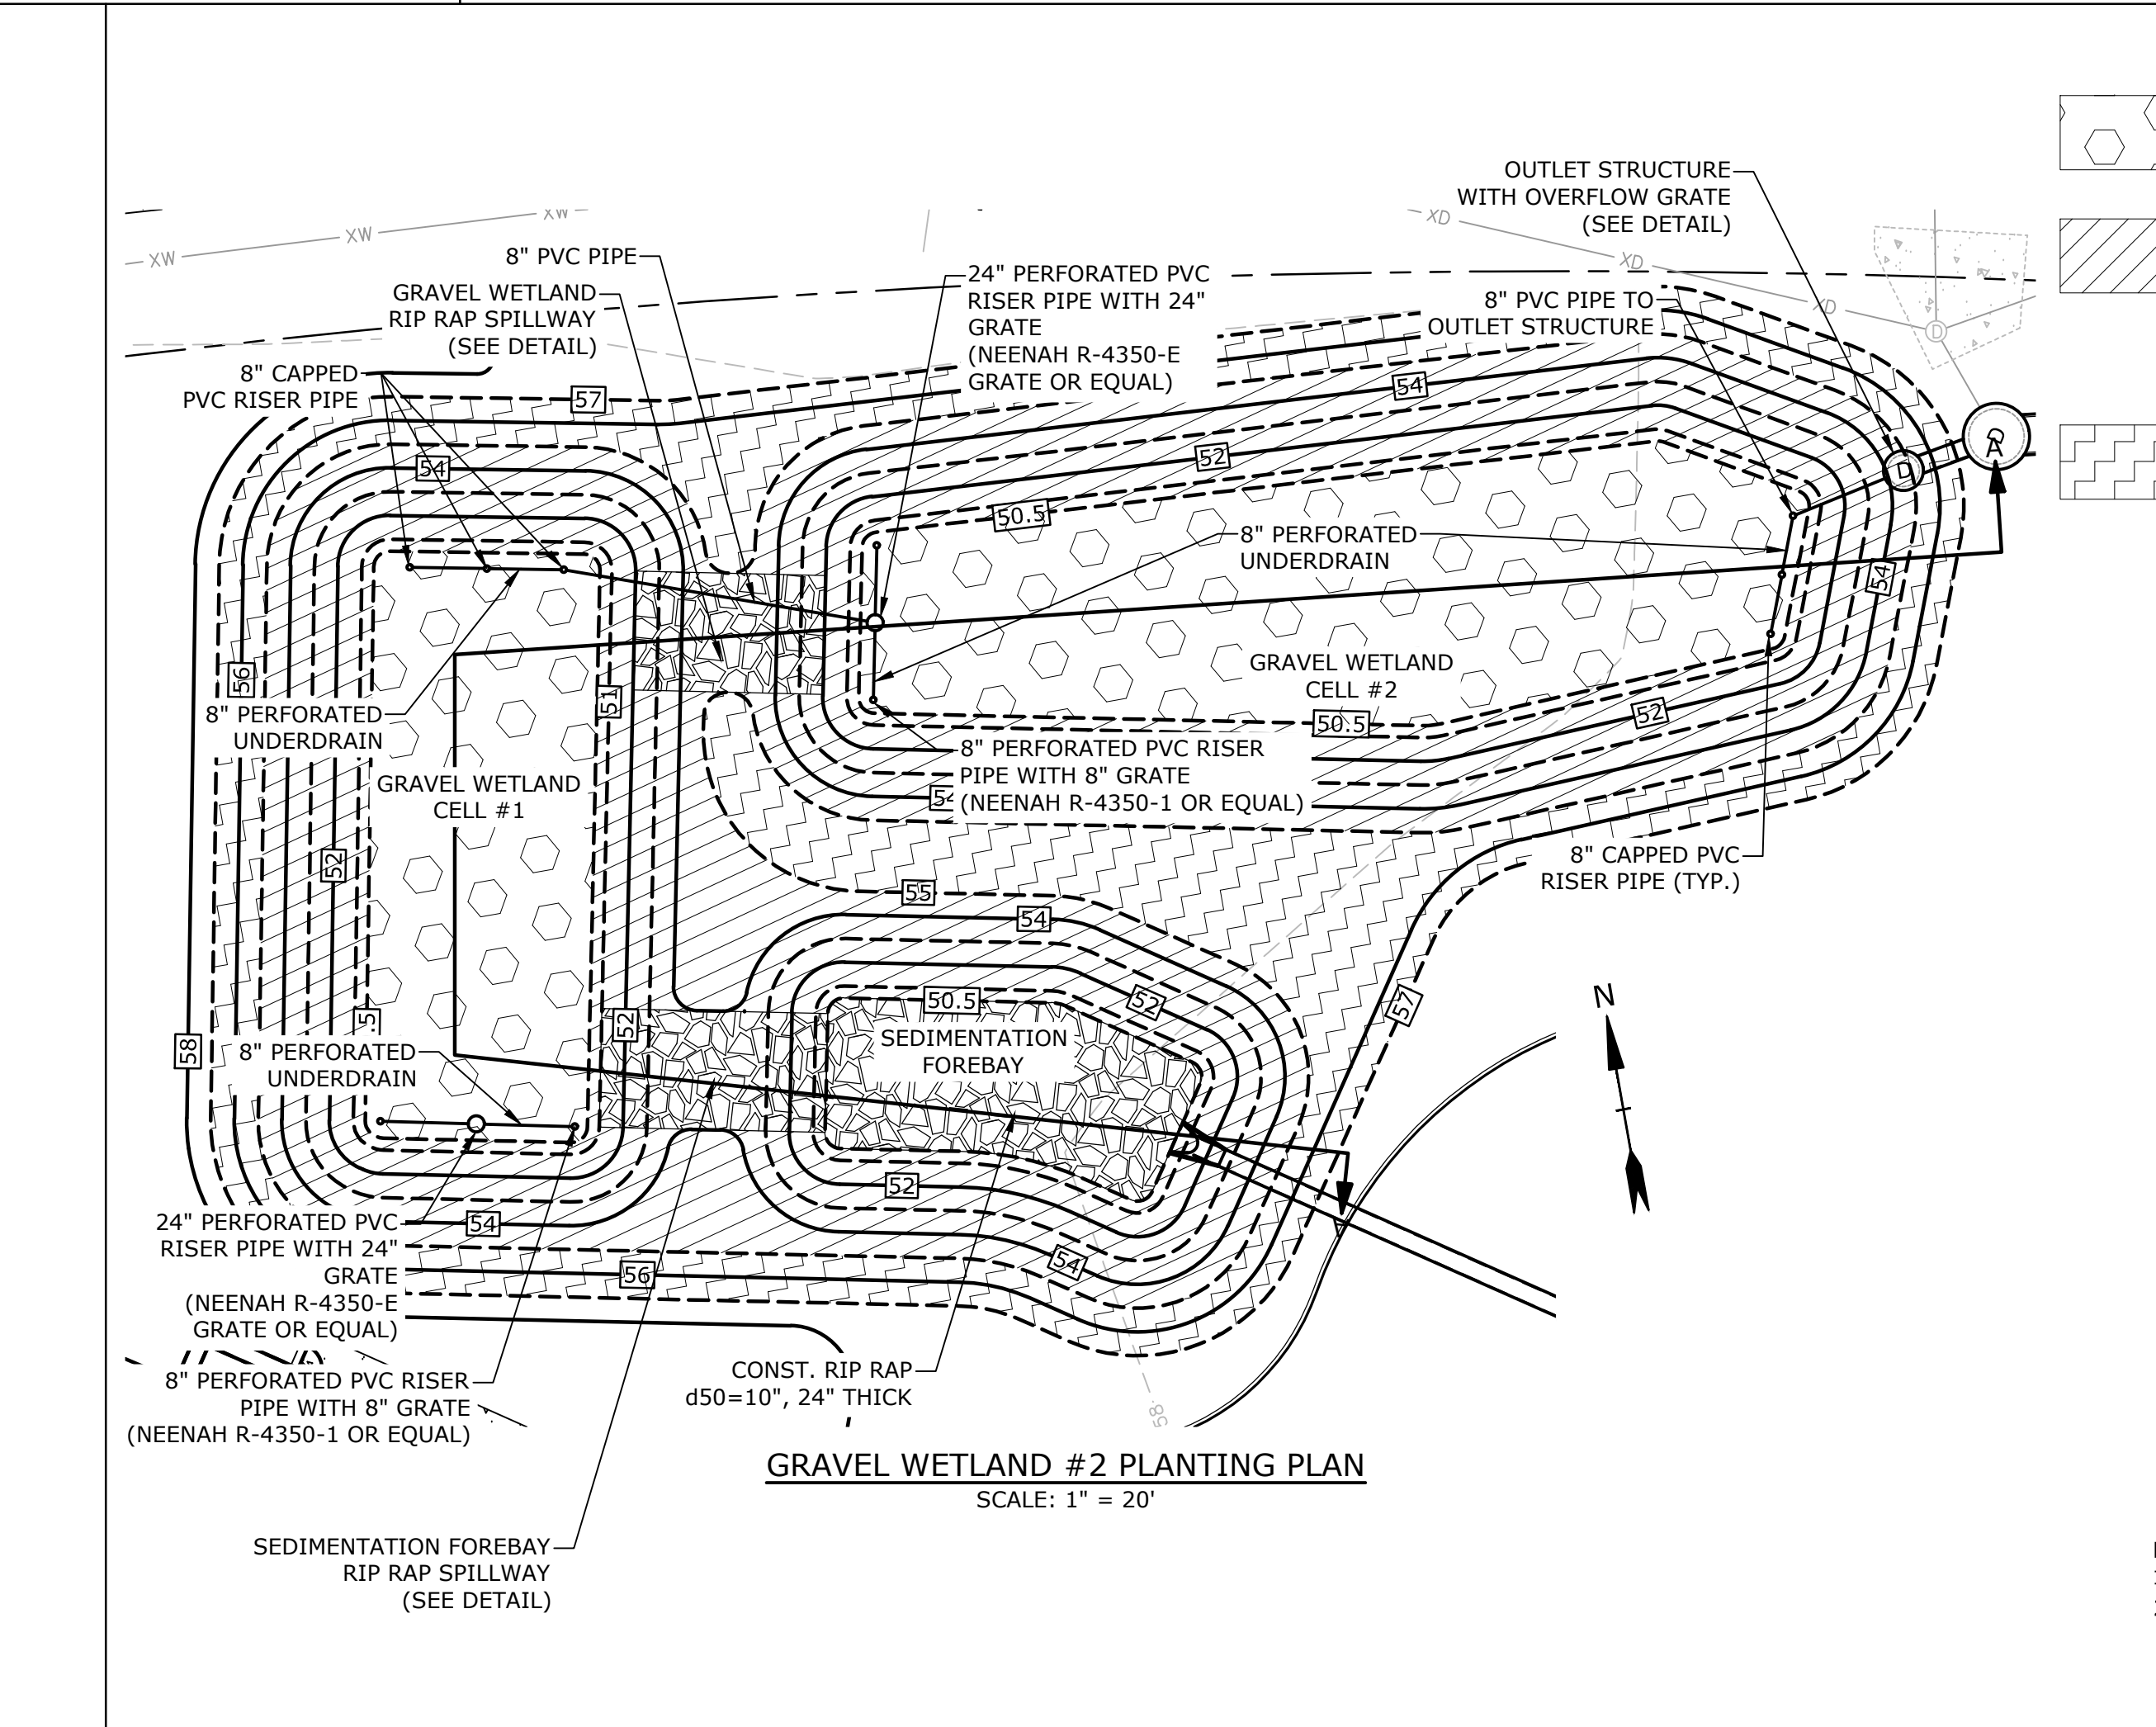 OUTLET STRUCTURE
WITH OVERFLOW GRATE
(SEE DETAIL)
XW
XW
XW
XD
XD
XD
8" PVC PIPE
GRAVEL WETLAND
RIP RAP SPILLWAY
(SEE DETAIL)
24" PERFORATED PVC
RISER PIPE WITH 24"
GRATE
(NEENAH R-4350-E
GRATE OR EQUAL)
8" PVC PIPE TO
OUTLET STRUCTURE
D
8" CAPPED
PVC RISER PIPE
57
54
54
52
50.5
D
D
A
8" PERFORATED
UNDERDRAIN
54
56
51
GRAVEL WETLAND
CELL #2
8" PERFORATED
UNDERDRAIN
50.5
52
8" PERFORATED PVC RISER
PIPE WITH 8" GRATE
(NEENAH R-4350-1 OR EQUAL)
GRAVEL WETLAND
CELL #1
52
8" CAPPED PVC
RISER PIPE (TYP.)
55
54
50.5
52
57
N
SEDIMENTATION
FOREBAY
.5
52
58
8" PERFORATED
UNDERDRAIN
52
54
54
56
24" PERFORATED PVC
RISER PIPE WITH 24"
GRATE
(NEENAH R-4350-E
GRATE OR EQUAL)
8" PERFORATED PVC RISER
PIPE WITH 8" GRATE
(NEENAH R-4350-1 OR EQUAL)
CONST. RIP RAP
d50=10", 24" THICK
58
GRAVEL WETLAND #2 PLANTING PLAN
SCALE: 1" = 20'
SEDIMENTATION FOREBAY
RIP RAP SPILLWAY
(SEE DETAIL)